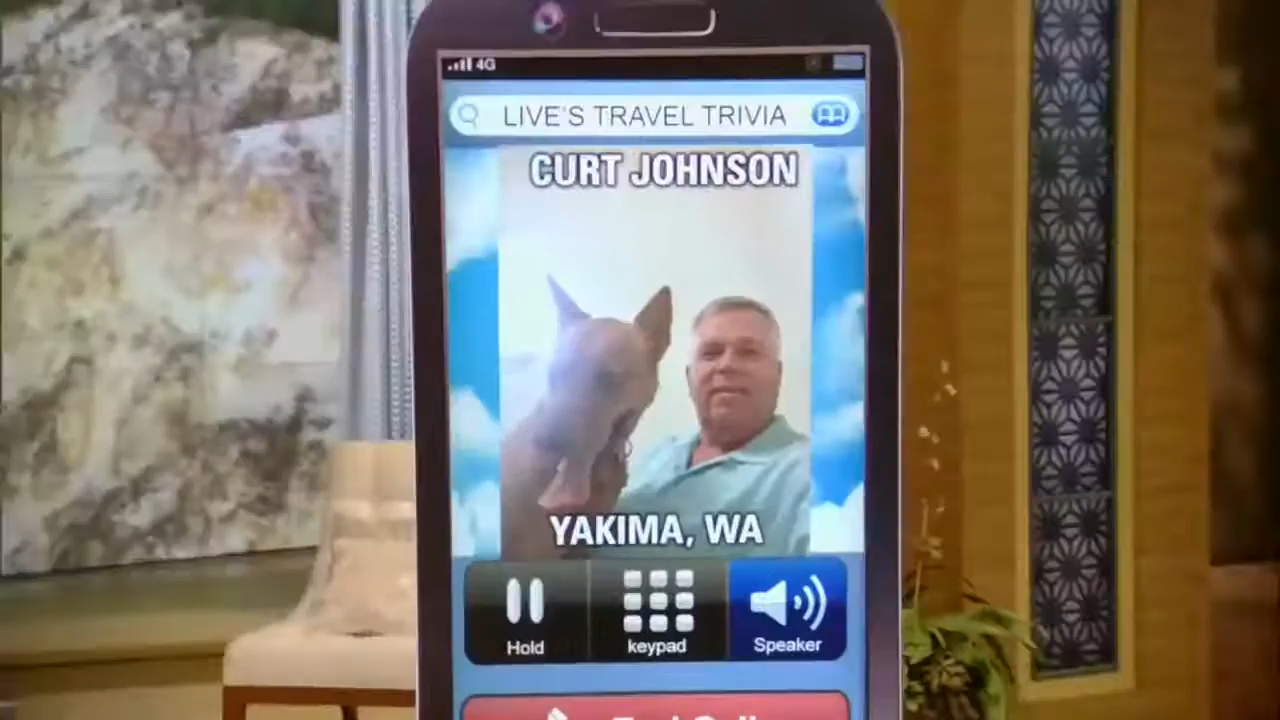 4G
LIVE'S TRAVEL TRIVIA
CURT JOHNSON
YAKIMA, WA
Hold
keypad
Speaker